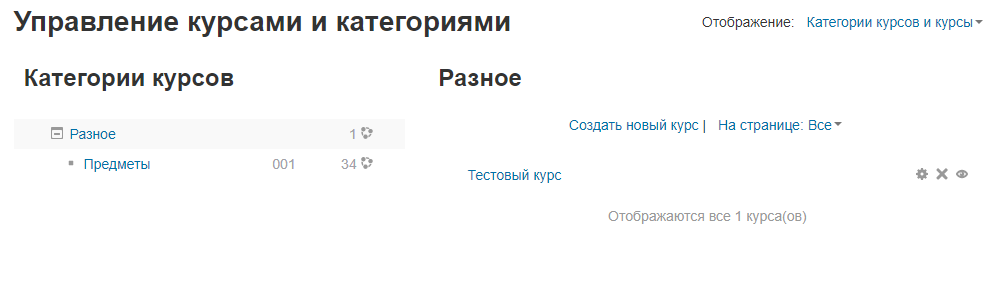 Управление курсами и категориями
Отображение: Категории курсов и курсы
Категории курсов
Разное 1
Предметы 001 34
Разное
Создать новый курс | На странице: Все
Тестовый курс
Отображаются все 1 курса(ов)